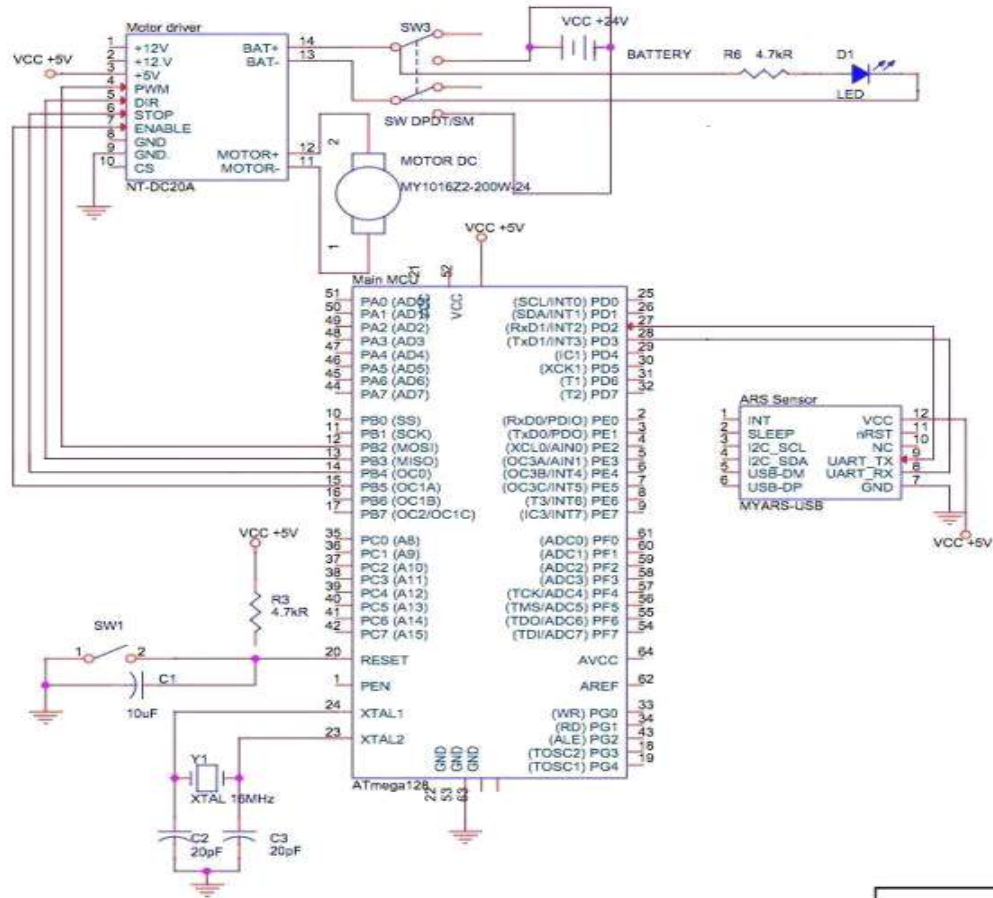 Motor driver
VCC +5V
1 +12V BAT+ 14
2 +12.V BAT- 13
3 +5V
4 PWM
5 DIR
6 STOP
7 ENABLE
8 GND
9 GND. MOTOR+ 12
10 CS MOTOR- 11
NT-DC20A
SW3
SW DPDT/SM
VCC +24V
BATTERY
R6 4.7kR
D1
LED
2
MOTOR DC
MY1016Z2-200W-24
1
VCC +5V
Main MCU
21
52
VCC
51 PA0 (AD0) (SCL/INT0) PD0 25
50 PA1 (AD1) (SDA/INT1) PD1 26
49 PA2 (AD2) (RxD1/INT2) PD2 27
48 PA3 (AD3 (TxD1/INT3) PD3 28
47 PA4 (AD4) (IC1) PD4 29
46 PA5 (AD5) (XCK1) PD5 30
45 PA6 (AD6) (T1) PD6 31
44 PA7 (AD7) (T2) PD7 32
10 PB0 (SS) (RxD0/PDIO) PE0 2
11 PB1 (SCK) (TxD0/PDO) PE1 3
12 PB2 (MOSI) (XCL0/AIN0) PE2 4
13 PB3 (MISO) (OC3A/AIN1) PE3 5
14 PB4 (OC0) (OC3B/INT4) PE4 6
15 PB5 (OC1A) (OC3C/INT5) PE5 7
16 PB6 (OC1B) (T3/INT6) PE6 8
17 PB7 (OC2/OC1C) (IC3/INT7) PE7 9
35 PC0 (A8) (ADC0) PF0 61
36 PC1 (A9) (ADC1) PF1 60
37 PC2 (A10) (ADC2) PF2 59
38 PC3 (A11) (ADC3) PF3 58
39 PC4 (A12) (TCK/ADC4) PF4 57
40 PC5 (A13) (TMS/ADC5) PF5 56
41 PC6 (A14) (TDO/ADC6) PF6 55
42 PC7 (A15) (TDI/ADC7) PF7 54
20 RESET AVCC 64
1 PEN AREF 62
24 XTAL1 (WR) PG0 33
(RD) PG1 34
23 XTAL2 (ALE) PG2 43
(TOSC2) PG3 18
(TOSC1) PG4 19
GND
GND
GND
ATmega128
22
53
63
ARS Sensor
1 INT VCC 12
2 SLEEP nRST 11
3 I2C_SCL NC 10
4 I2C_SDA UART_TX 9
5 USB-DM UART_RX 8
6 USB-DP GND 7
MYARS-USB
VCC +5V
VCC +5V
R3
4.7kR
SW1
1 2
C1
10uF
Y1
XTAL 16MHz
C2
20pF
C3
20pF